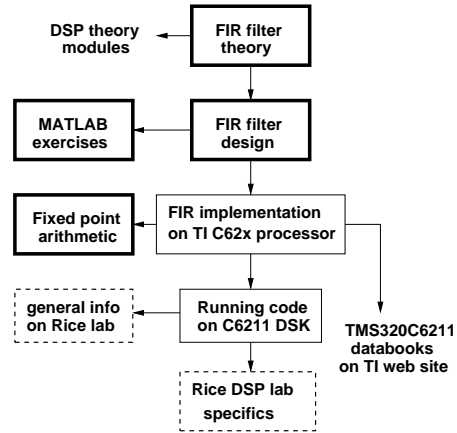 DSP theory
modules
FIR filter
theory
MATLAB
exercises
FIR filter
design
Fixed point
arithmetic
FIR implementation
on TI C62x processor
general info
on Rice lab
Running code
on C6211 DSK
TMS320C6211
databooks
on TI web site
Rice DSP lab
specifics